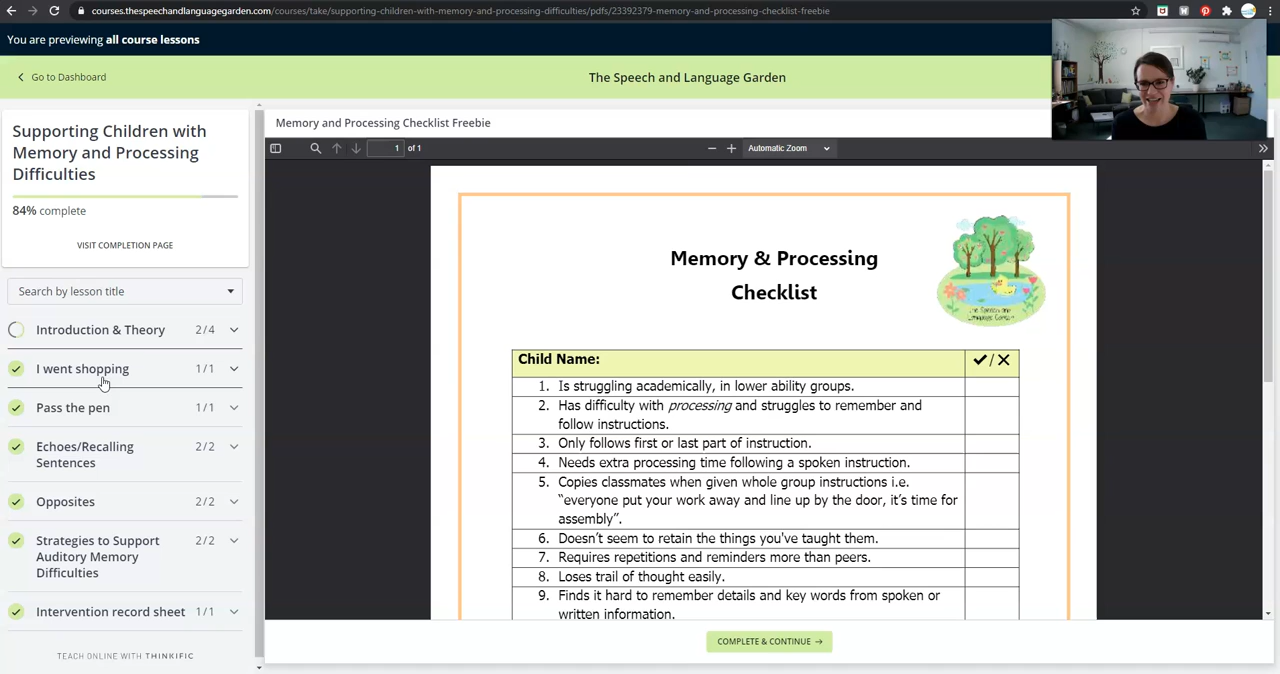 courses.thespeechandlanguagegarden.com/courses/take/supporting-children-with-memory-and-processing-difficulties/pdfs/23392379-memory-and-processing-checklist-freebie
You are previewing all course lessons
Go to Dashboard
The Speech and Language Garden
Supporting Children with
Memory and Processing
Difficulties
84% complete
VISIT COMPLETION PAGE
Search by lesson title
Introduction & Theory 2/4
I went shopping 1/1
Pass the pen 1/1
Echoes/Recalling
Sentences 2/2
Opposites 2/2
Strategies to Support
Auditory Memory
Difficulties 2/2
Intervention record sheet 1/1
TEACH ONLINE WITH THINKIFIC
Memory and Processing Checklist Freebie
1 of 1
Automatic Zoom
Memory & Processing
Checklist
The Speech and
Language Garden
Child Name: ✔/✕
1. Is struggling academically, in lower ability groups.
2. Has difficulty with processing and struggles to remember and
follow instructions.
3. Only follows first or last part of instruction.
4. Needs extra processing time following a spoken instruction.
5. Copies classmates when given whole group instructions i.e.
“everyone put your work away and line up by the door, it’s time for
assembly”.
6. Doesn’t seem to retain the things you’ve taught them.
7. Requires repetitions and reminders more than peers.
8. Loses trail of thought easily.
9. Finds it hard to remember details and key words from spoken or
written information.
COMPLETE & CONTINUE →